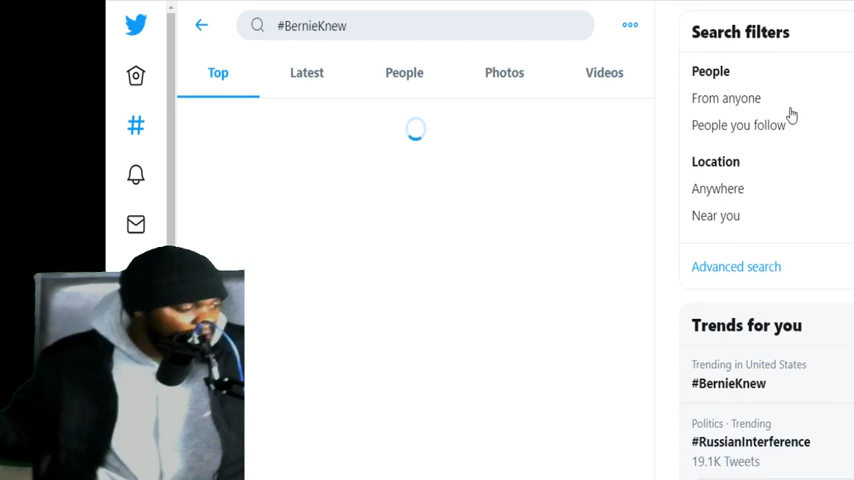 #BernieKnew
Top Latest People Photos Videos
Search filters
People
From anyone
People you follow
Location
Anywhere
Near you
Advanced search
Trends for you
Trending in United States
#BernieKnew
Politics · Trending
#RussianInterference
19.1K Tweets